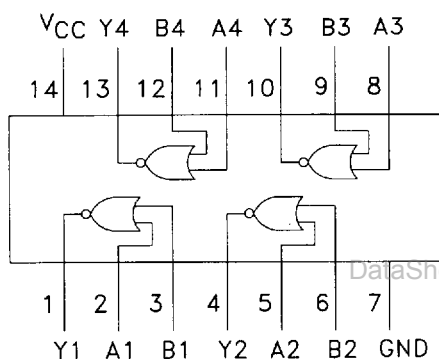 VCC Y4 B4 A4 Y3 B3 A3
14 13 12 11 10 9 8
DataSh
1 2 3 4 5 6 7
Y1 A1 B1 Y2 A2 B2 GND